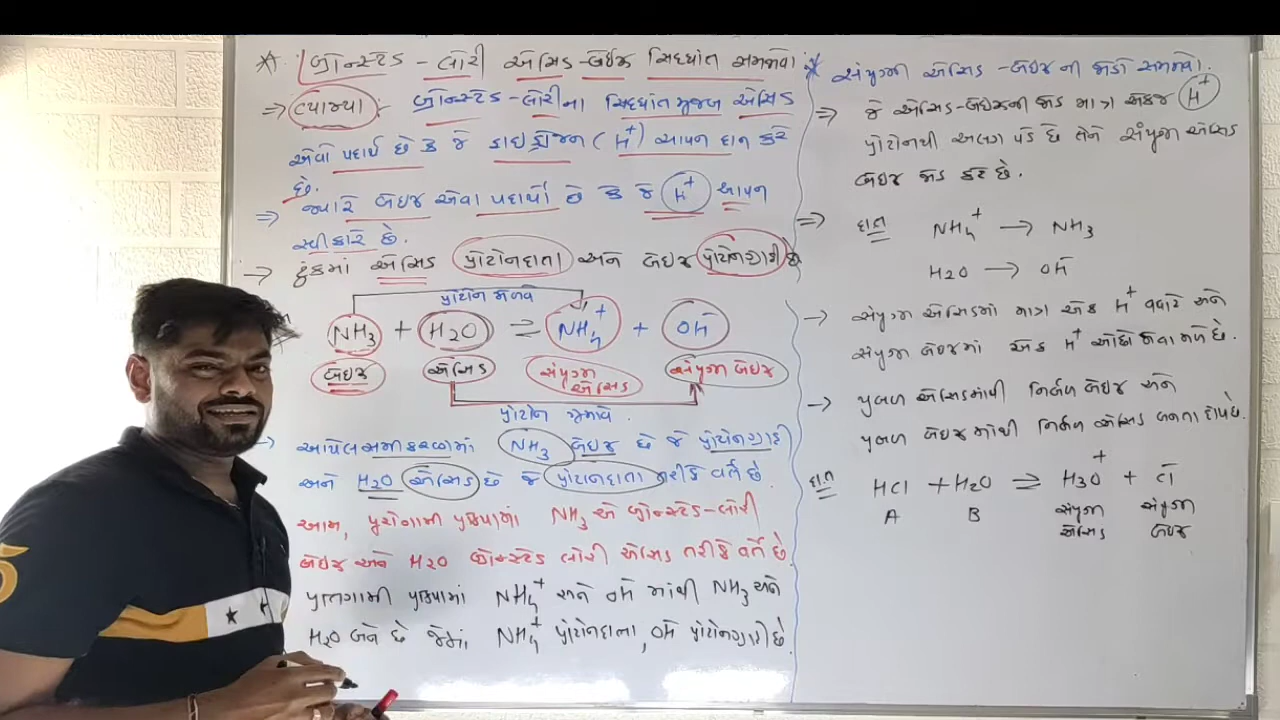 * બ્રોન્સ્ટેડ - લોરી એસિડ - બેઇઝ સિદ્ધાંત સમજાવો
⇒ વ્યાખ્યા :- બ્રોન્સ્ટેડ-લોરીના સિદ્ધાંત મુજબ એસિડ
એવો પદાર્થ છે કે જે હાઇડ્રોજન (H⁺) આયન દાન કરે
છે.
⇒ જ્યારે બેઇઝ એવા પદાર્થો છે કે જે H⁺ આયન
સ્વીકારે છે.
→ ટૂંકમાં એસિડ પ્રોટોનદાતા અને બેઇઝ પ્રોટોનગ્રાહી છે
પ્રોટોન મેળવે
NH3 + H2O ⇌ NH4⁺ + OH⁻
બેઇઝ એસિડ સંયુગ્મ એસિડ સંયુગ્મ બેઇઝ
પ્રોટોન ગુમાવે
→ આપેલ સમીકરણમાં NH3 બેઇઝ છે જે પ્રોટોનગ્રાહી
અને H2O એસિડ છે જે પ્રોટોનદાતા તરીકે વર્તે છે
આમ, પુરોગામી પ્રક્રિયામાં NH3 એ બ્રોન્સ્ટેડ-લોરી
બેઇઝ અને H2O બ્રોન્સ્ટેડ લોરી એસિડ તરીકે વર્તે છે.
પ્રતિગામી પ્રક્રિયામાં NH4⁺ અને OH⁻ માંથી NH3 અને
H2O બને છે જેમાં NH4⁺ પ્રોટોનદાતા, OH⁻ પ્રોટોનગ્રાહી છે.
* સંયુગ્મ એસિડ - બેઇઝ ની જોડી સમજાવો.
⇒ જે એસિડ-બેઇઝની જોડ માત્ર એકજ H⁺
પ્રોટોનથી અલગ પડે છે તેને સંયુગ્મ એસિડ
બેઇઝ જોડ કહે છે.
⇒ દા.ત NH4⁺ → NH3
H2O → OH⁻
→ સંયુગ્મ એસિડમાં માત્ર એક H⁺ વધારે અને
સંયુગ્મ બેઇઝમાં એક H⁺ ઓછો જોવા મળે છે.
→ પ્રબળ એસિડમાંથી નિર્બળ બેઇઝ અને
પ્રબળ બેઇઝમાંથી નિર્બળ એસિડ બનતા હોય છે.
દા.ત HCl + H2O ⇌ H3O⁺ + Cl⁻
A B સંયુગ્મ એસિડ સંયુગ્મ બેઇઝ